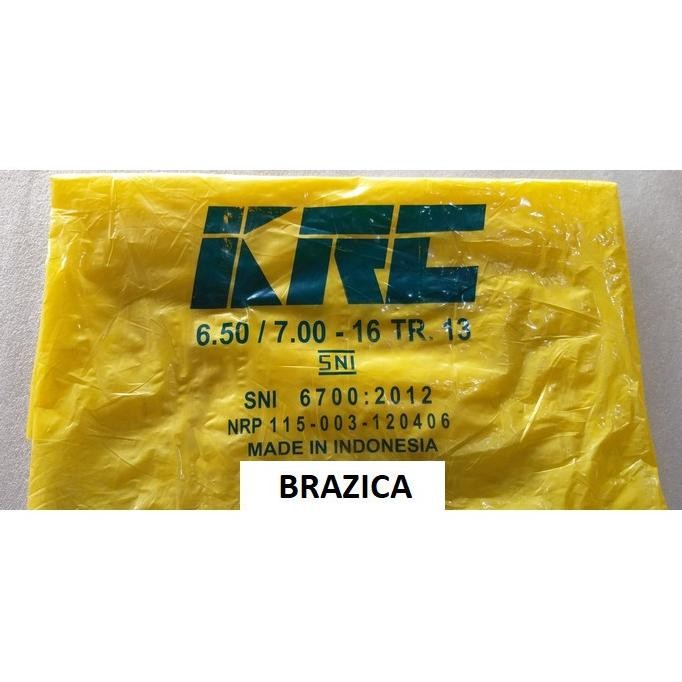 KRC
6.50 / 7.00 - 16 TR. 13
SNI
SNI 6700:2012
NRP 115-003-120406
MADE IN INDONESIA
BRAZICA